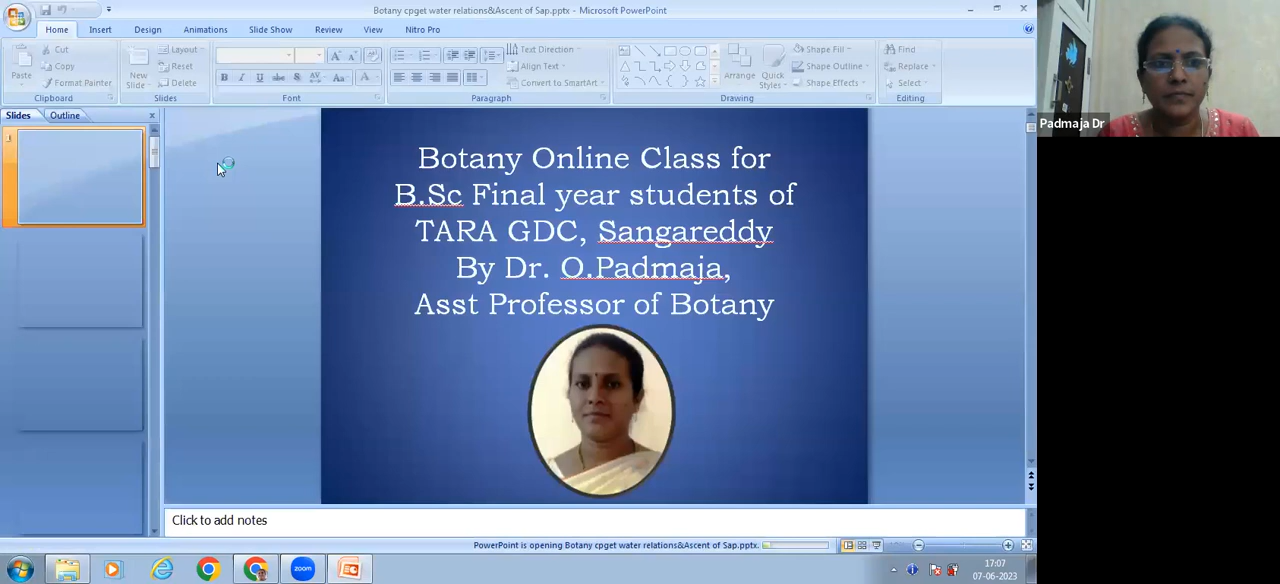 Botany cpget water relations&Ascent of Sap.pptx - Microsoft PowerPoint
Home Insert Design Animations Slide Show Review View Nitro Pro
Paste
Cut
Copy
Format Painter
Clipboard
New Slide
Layout
Reset
Delete
Slides
B I U abc S AV Aa A
Font
Text Direction
Align Text
Convert to SmartArt
Paragraph
Arrange
Quick Styles
Shape Fill
Shape Outline
Shape Effects
Drawing
Find
Replace
Select
Editing
Slides Outline x
1
Botany Online Class for
B.Sc Final year students of
TARA GDC, Sangareddy
By Dr. O.Padmaja,
Asst Professor of Botany
Padmaja Dr
Click to add notes
PowerPoint is opening Botany cpget water relations&Ascent of Sap.pptx.
zoom
17:07
07-06-2023